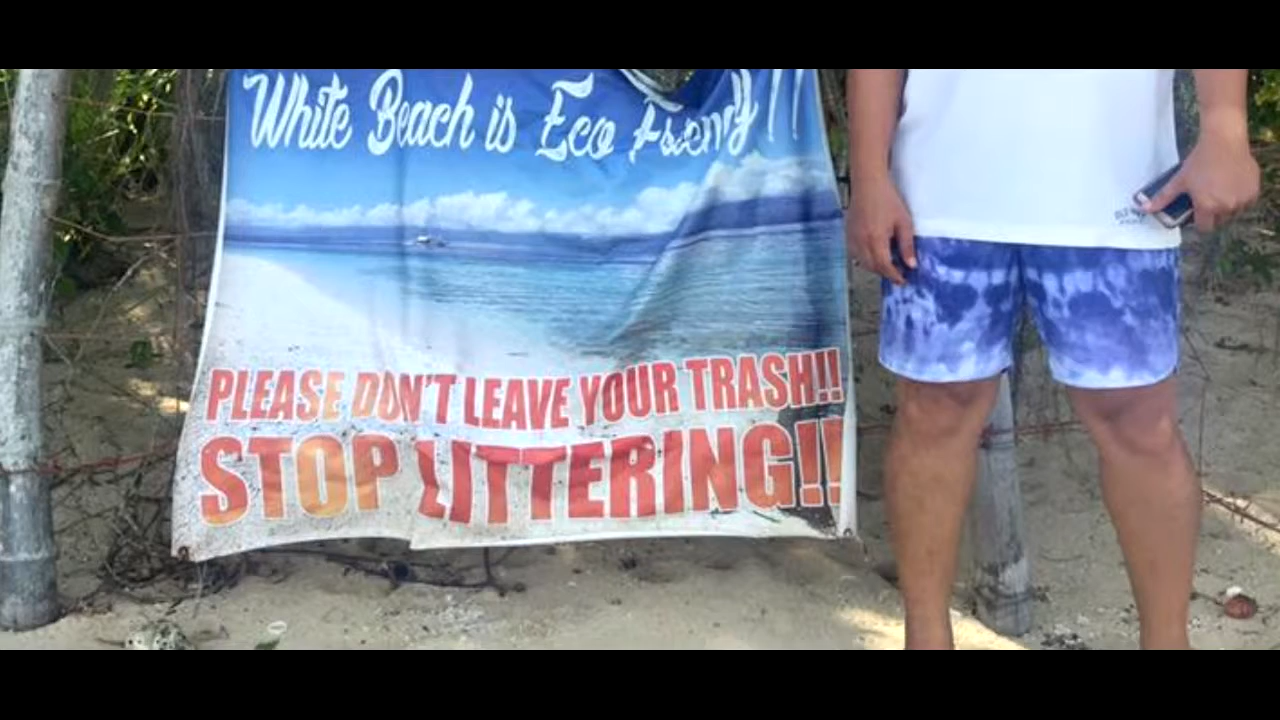 White Beach is Eco Friendly!!
PLEASE DON'T LEAVE YOUR TRASH!!
STOP LITTERING!!